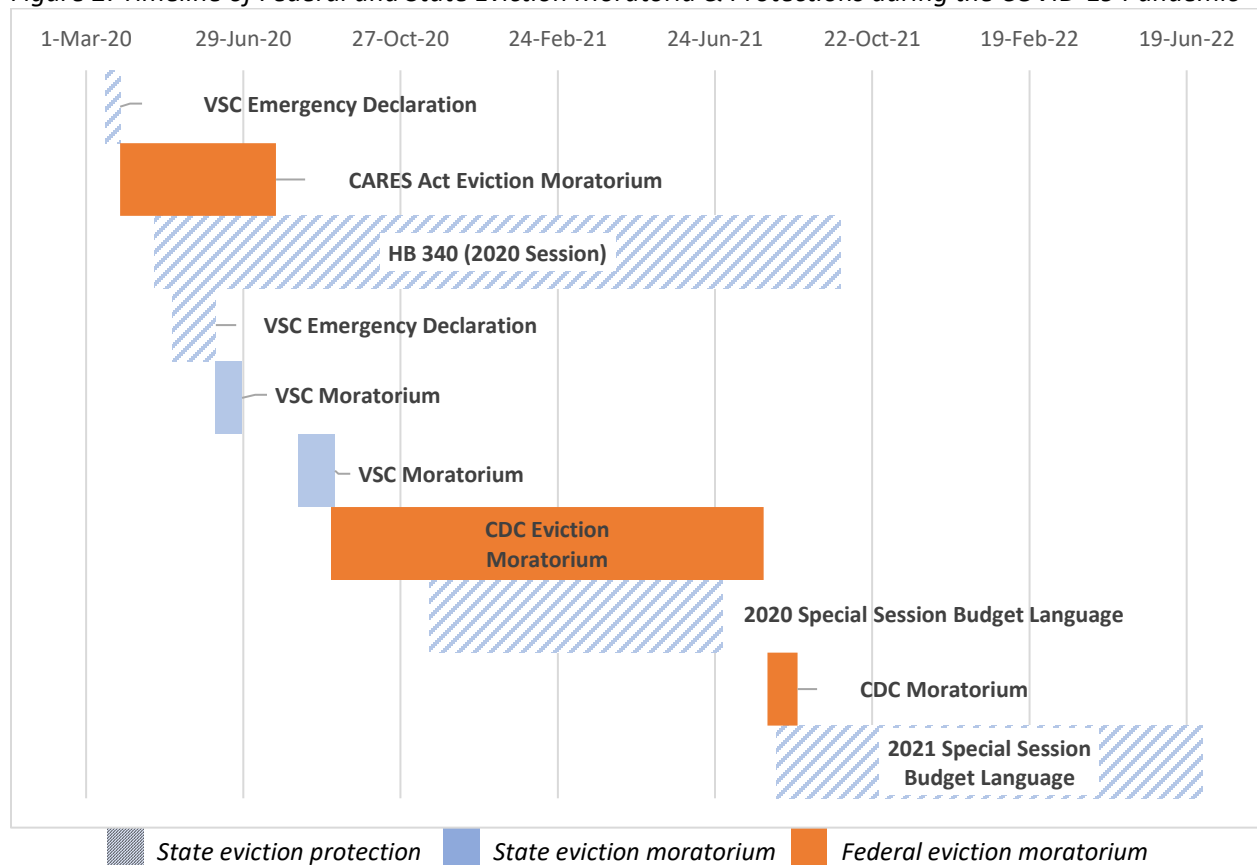 1-Mar-20 29-Jun-20 27-Oct-20 24-Feb-21 24-Jun-21 22-Oct-21 19-Feb-22 19-Jun-22
VSC Emergency Declaration
CARES Act Eviction Moratorium
HB 340 (2020 Session)
VSC Emergency Declaration
VSC Moratorium
VSC Moratorium
CDC Eviction
Moratorium
2020 Special Session Budget Language
CDC Moratorium
2021 Special Session
Budget Language
State eviction protection State eviction moratorium Federal eviction moratorium